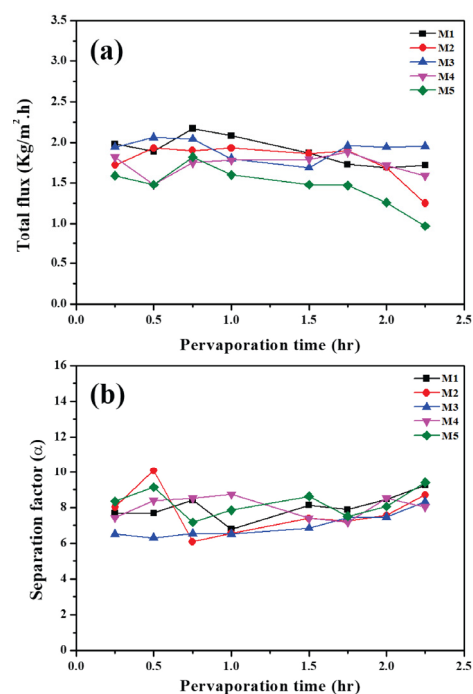 (a)
M1
M2
M3
M4
M5
Total flux (Kg/m².h)
3.5
3.0
2.5
2.0
1.5
1.0
0.5
0.0
0.0 0.5 1.0 1.5 2.0 2.5
Pervaporation time (hr)
(b)
M1
M2
M3
M4
M5
Separation factor (α)
16
14
12
10
8
6
4
2
0
0.0 0.5 1.0 1.5 2.0 2.5
Pervaporation time (hr)